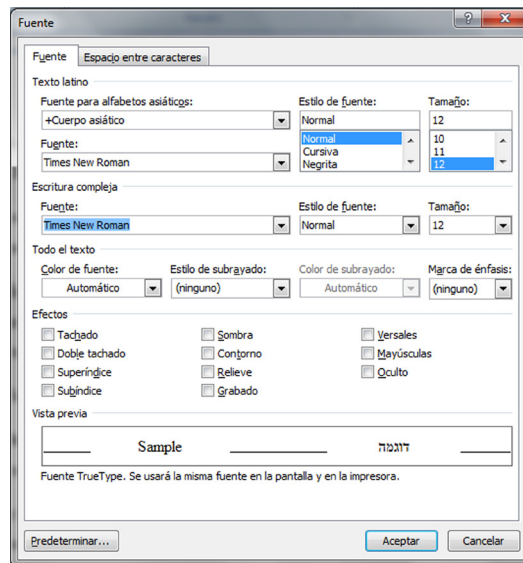 Fuente
Fuente Espacio entre caracteres
Texto latino
Fuente para alfabetos asiáticos: Estilo de fuente: Tamaño:
+Cuerpo asiático Normal 12
Fuente: Normal 10
Cursiva 11
Times New Roman Negrita 12
Escritura compleja
Fuente: Estilo de fuente: Tamaño:
Times New Roman Normal 12
Todo el texto
Color de fuente: Estilo de subrayado: Color de subrayado: Marca de énfasis:
Automático (ninguno) Automático (ninguno)
Efectos
Tachado Sombra Versales
Doble tachado Contorno Mayúsculas
Superíndice Relieve Oculto
Subíndice Grabado
Vista previa
Sample דוגמה
Fuente TrueType. Se usará la misma fuente en la pantalla y en la impresora.
Predeterminar... Aceptar Cancelar